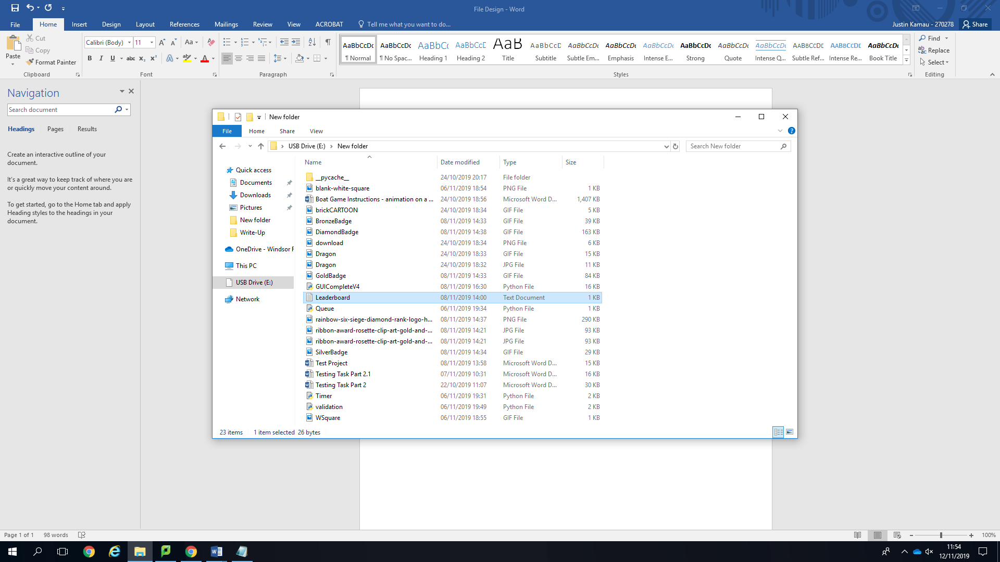 File Design - Word
File Home Insert Design Layout References Mailings Review View ACROBAT Tell me what you want to do... Justin Kamau - 270278 Share
Paste
Cut
Copy
Format Painter
Clipboard
Calibri (Body) 11
Font
Paragraph
AaBbCcDc AaBbCcDc AaBbCc AaBbCcD AaB AaBbCcD AaBbCcDc AaBbCcDc AaBbCcDc AaBbCcDc AaBbCcDc AaBbCcDc AABBCCDE AABBCCDE AaBbCcDc
¶ Normal ¶ No Spac... Heading 1 Heading 2 Title Subtitle Subtle Em... Emphasis Intense E... Strong Quote Intense Q... Subtle Ref... Intense Re... Book Title
Styles
Find
Replace
Select
Editing
Navigation
Search document
Headings Pages Results
Create an interactive outline of your
document.
It's a great way to keep track of where you are
or quickly move your content around.
To get started, go to the Home tab and apply
Heading styles to the headings in your
document.
New folder
File Home Share View
USB Drive (E:) New folder
Search New folder
Quick access
Documents
Downloads
Pictures
New folder
Write-Up
OneDrive - Windsor F
This PC
USB Drive (E:)
Network
Name Date modified Type Size
__pycache__ 24/10/2019 20:17 File folder
blank-white-square 06/11/2019 18:54 PNG File 1 KB
Boat Game Instructions - animation on a ... 24/10/2019 18:56 Microsoft Word D... 1,407 KB
brickCARTOON 24/10/2019 18:34 GIF File 5 KB
BronzeBadge 08/11/2019 14:33 GIF File 39 KB
DiamondBadge 08/11/2019 14:38 GIF File 163 KB
download 24/10/2019 18:34 PNG File 6 KB
Dragon 24/10/2019 18:33 GIF File 15 KB
Dragon 24/10/2019 18:32 JPG File 11 KB
GoldBadge 08/11/2019 14:33 GIF File 84 KB
GUICompleteV4 08/11/2019 16:30 Python File 16 KB
Leaderboard 08/11/2019 14:00 Text Document 1 KB
Queue 06/11/2019 19:34 Python File 1 KB
rainbow-six-siege-diamond-rank-logo-h... 08/11/2019 14:37 PNG File 290 KB
ribbon-award-rosette-clip-art-gold-and-... 08/11/2019 14:21 JPG File 93 KB
ribbon-award-rosette-clip-art-gold-and-... 08/11/2019 14:21 JPG File 93 KB
SilverBadge 08/11/2019 14:34 GIF File 29 KB
Test Project 08/11/2019 13:58 Microsoft Word D... 15 KB
Testing Task Part 2.1 07/11/2019 10:31 Microsoft Word D... 16 KB
Testing Task Part 2 22/10/2019 11:07 Microsoft Word D... 30 KB
Timer 06/11/2019 19:31 Python File 2 KB
validation 06/11/2019 19:49 Python File 2 KB
WSquare 06/11/2019 18:55 GIF File 1 KB
23 items 1 item selected 26 bytes
Page 1 of 1 98 words 100%
11:54
12/11/2019